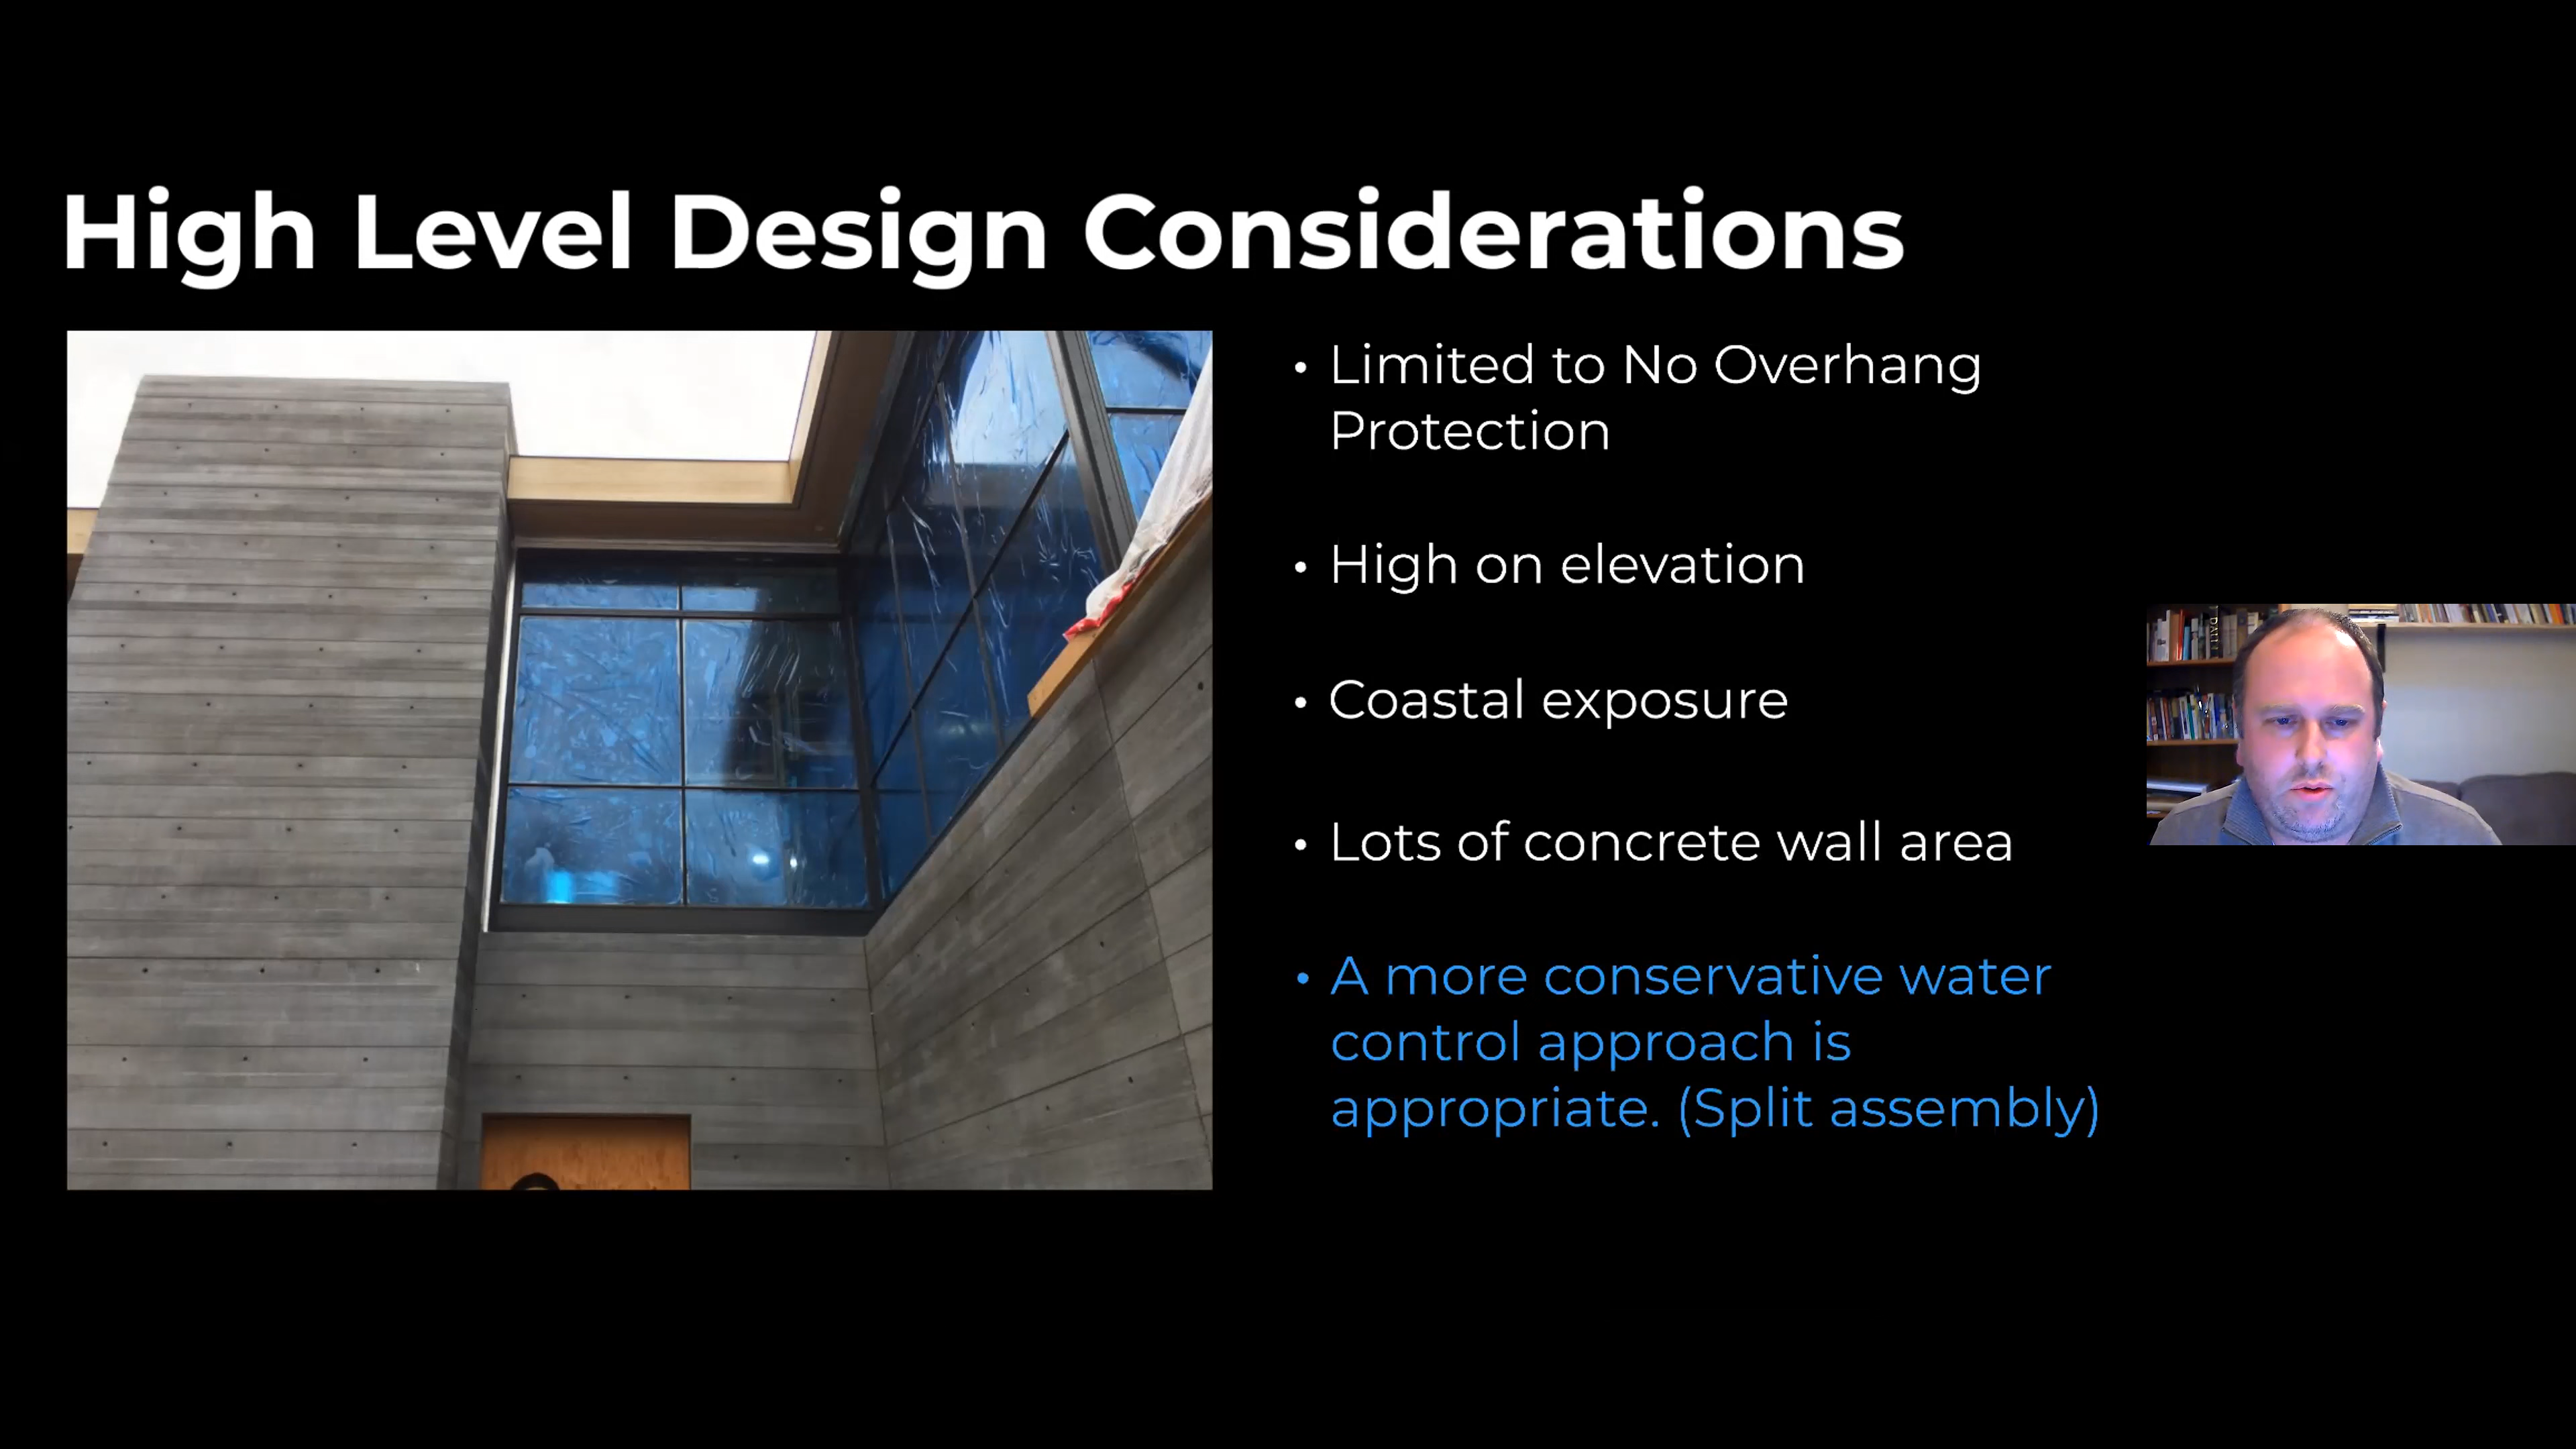 High Level Design Considerations
• Limited to No Overhang
Protection
• High on elevation
• Coastal exposure
• Lots of concrete wall area
• A more conservative water
control approach is
appropriate. (Split assembly)
DALÍ